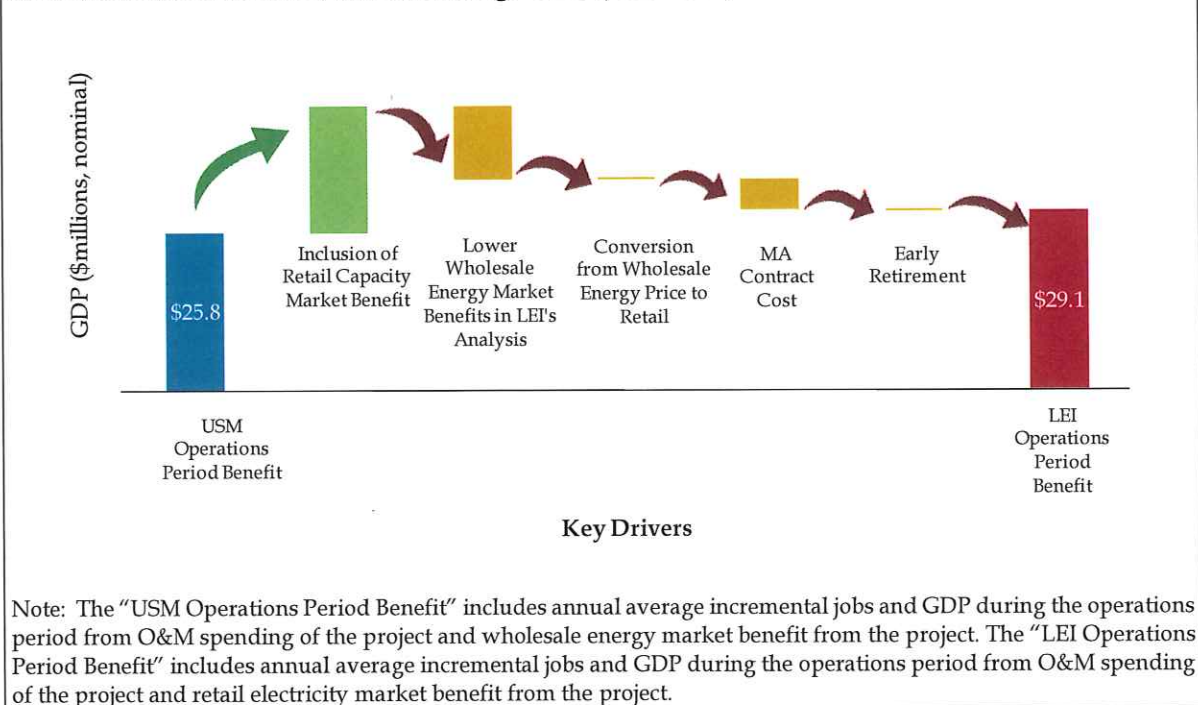 GDP ($millions, nominal)
$25.8
Inclusion of
Retail Capacity
Market Benefit
Lower
Wholesale
Energy Market
Benefits in LEI's
Analysis
Conversion
from Wholesale
Energy Price to
Retail
MA
Contract
Cost
Early
Retirement
$29.1
USM
Operations
Period Benefit
LEI
Operations
Period
Benefit
Key Drivers
Note: The "USM Operations Period Benefit" includes annual average incremental jobs and GDP during the operations
period from O&M spending of the project and wholesale energy market benefit from the project. The "LEI Operations
Period Benefit" includes annual average incremental jobs and GDP during the operations period from O&M spending
of the project and retail electricity market benefit from the project.